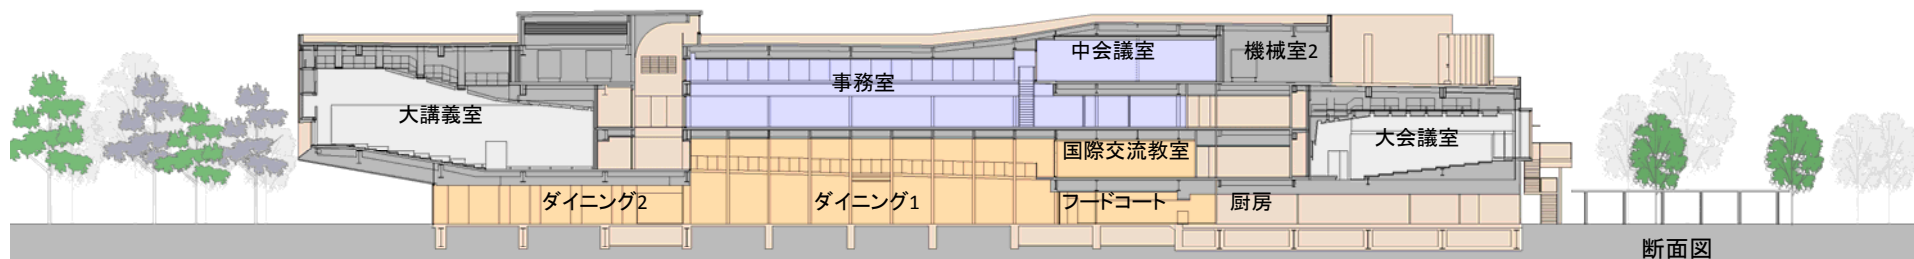 中会議室
機械室2
事務室
大講義室
大会議室
国際交流教室
ダイニング2
ダイニング1
フードコート
厨房
断面図